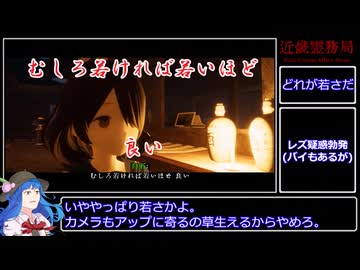 むしろ若ければ若いほど
良い
むしろ若ければ若いほど 良い
近畿霊務局
どれが若さだ
レズ疑惑勃発
(バイもあるが)
いややっぱり若さかよ。
カメラもアップに寄るの草生えるからやめろ。